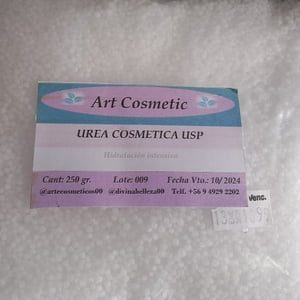 Art Cosmetic
UREA COSMETICA USP
Hidratación intensiva
Cant: 250 gr. Lote: 009 Fecha Vto.: 10/2024
@artecosmeticos00 @divinabelleza00 Telf. +56 9 4929 2202
Venc.